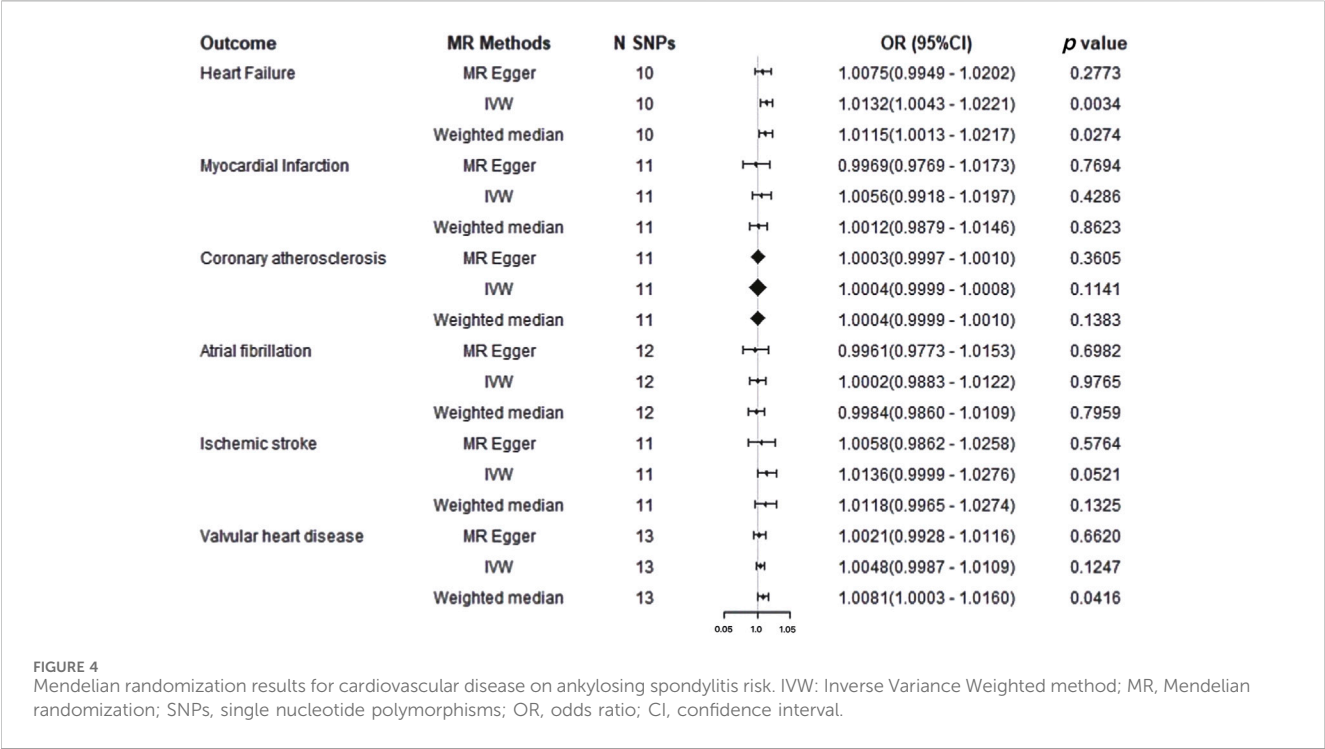 Outcome MR Methods N SNPs OR (95%CI) p value
Heart Failure MR Egger 10 1.0075(0.9949 - 1.0202) 0.2773
IVW 10 1.0132(1.0043 - 1.0221) 0.0034
Weighted median 10 1.0115(1.0013 - 1.0217) 0.0274
Myocardial Infarction MR Egger 11 0.9969(0.9769 - 1.0173) 0.7694
IVW 11 1.0056(0.9918 - 1.0197) 0.4286
Weighted median 11 1.0012(0.9879 - 1.0146) 0.8623
Coronary atherosclerosis MR Egger 11 1.0003(0.9997 - 1.0010) 0.3605
IVW 11 1.0004(0.9999 - 1.0008) 0.1141
Weighted median 11 1.0004(0.9999 - 1.0010) 0.1383
Atrial fibrillation MR Egger 12 0.9961(0.9773 - 1.0153) 0.6982
IVW 12 1.0002(0.9883 - 1.0122) 0.9765
Weighted median 12 0.9984(0.9860 - 1.0109) 0.7959
Ischemic stroke MR Egger 11 1.0058(0.9862 - 1.0258) 0.5764
IVW 11 1.0136(0.9999 - 1.0276) 0.0521
Weighted median 11 1.0118(0.9965 - 1.0274) 0.1325
Valvular heart disease MR Egger 13 1.0021(0.9928 - 1.0116) 0.6620
IVW 13 1.0048(0.9987 - 1.0109) 0.1247
Weighted median 13 1.0081(1.0003 - 1.0160) 0.0416
0.05 1.0 1.05
FIGURE 4
Mendelian randomization results for cardiovascular disease on ankylosing spondylitis risk. IVW: Inverse Variance Weighted method; MR, Mendelian
randomization; SNPs, single nucleotide polymorphisms; OR, odds ratio; CI, confidence interval.